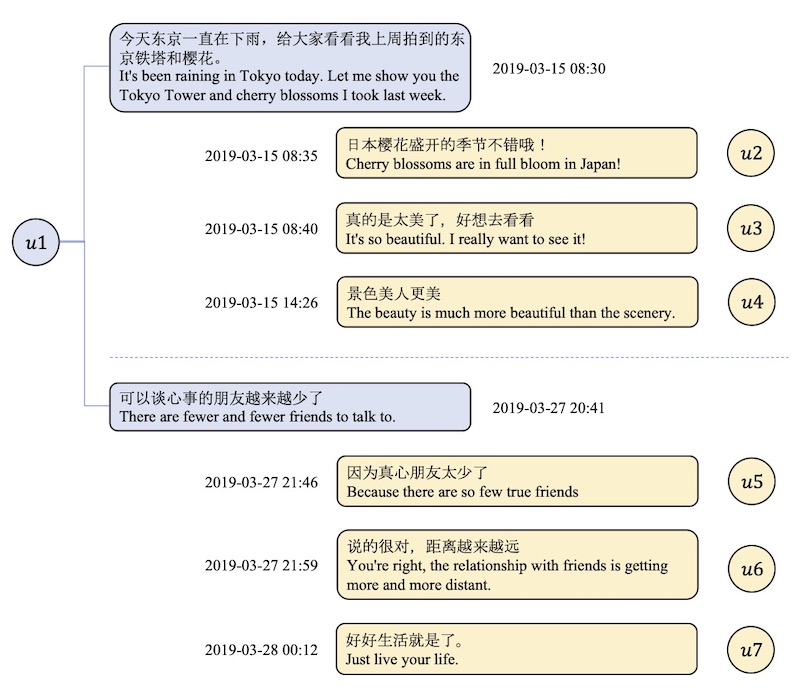 今天东京一直在下雨，给大家看看我上周拍到的东
京铁塔和樱花。
It's been raining in Tokyo today. Let me show you the
Tokyo Tower and cherry blossoms I took last week.
2019-03-15 08:30
2019-03-15 08:35
日本樱花盛开的季节不错哦！
Cherry blossoms are in full bloom in Japan!
u2
2019-03-15 08:40
真的是太美了，好想去看看
It's so beautiful. I really want to see it!
u3
u1
2019-03-15 14:26
景色美人更美
The beauty is much more beautiful than the scenery.
u4
可以谈心事的朋友越来越少了
There are fewer and fewer friends to talk to.
2019-03-27 20:41
2019-03-27 21:46
因为真心朋友太少了
Because there are so few true friends
u5
2019-03-27 21:59
说的很对，距离越来越远
You're right, the relationship with friends is getting
more and more distant.
u6
2019-03-28 00:12
好好生活就是了。
Just live your life.
u7